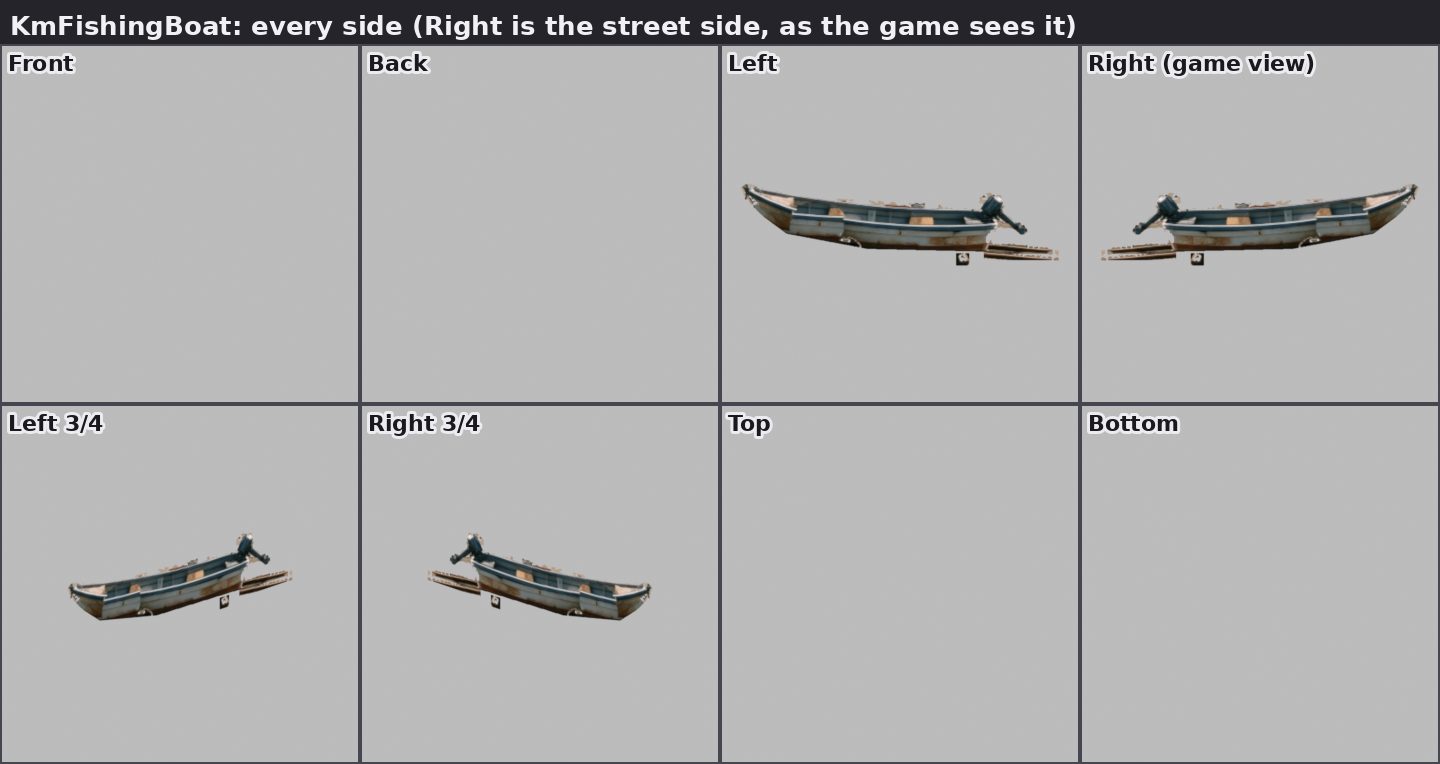 KmFishingBoat: every side (Right is the street side, as the game sees it)
Front
Back
Left
Right (game view)
Left 3/4
Right 3/4
Top
Bottom